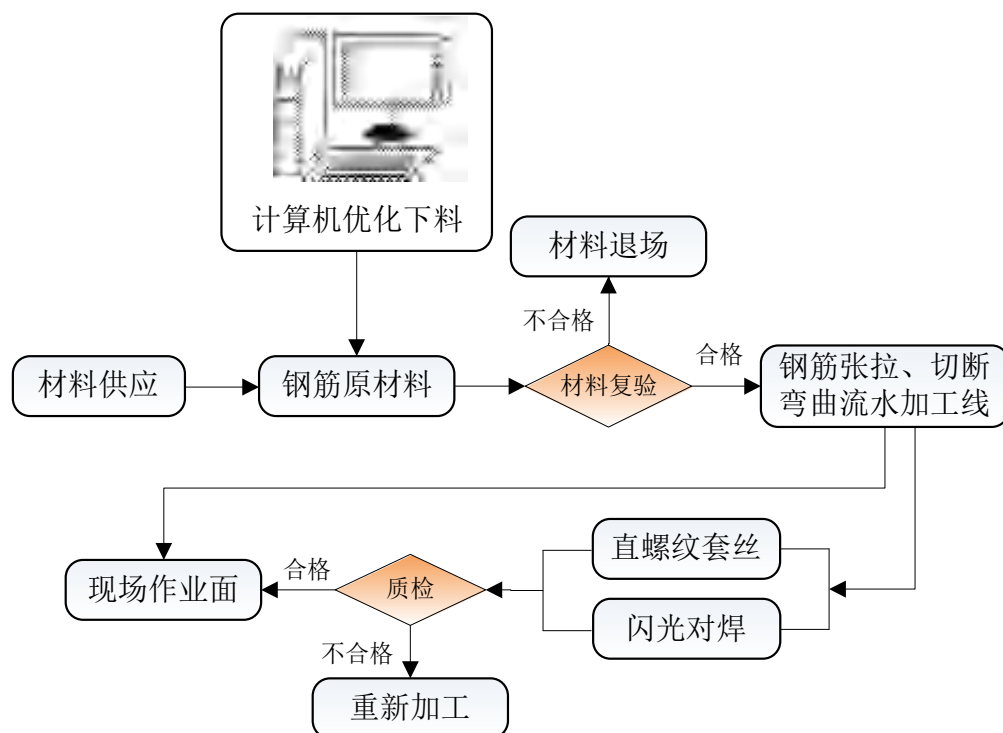 计算机优化下料
材料退场
不合格
合格
材料供应
钢筋原材料
材料复验
钢筋张拉、切断
弯曲流水加工线
直螺纹套丝
合格
质检
现场作业面
闪光对焊
不合格
重新加工